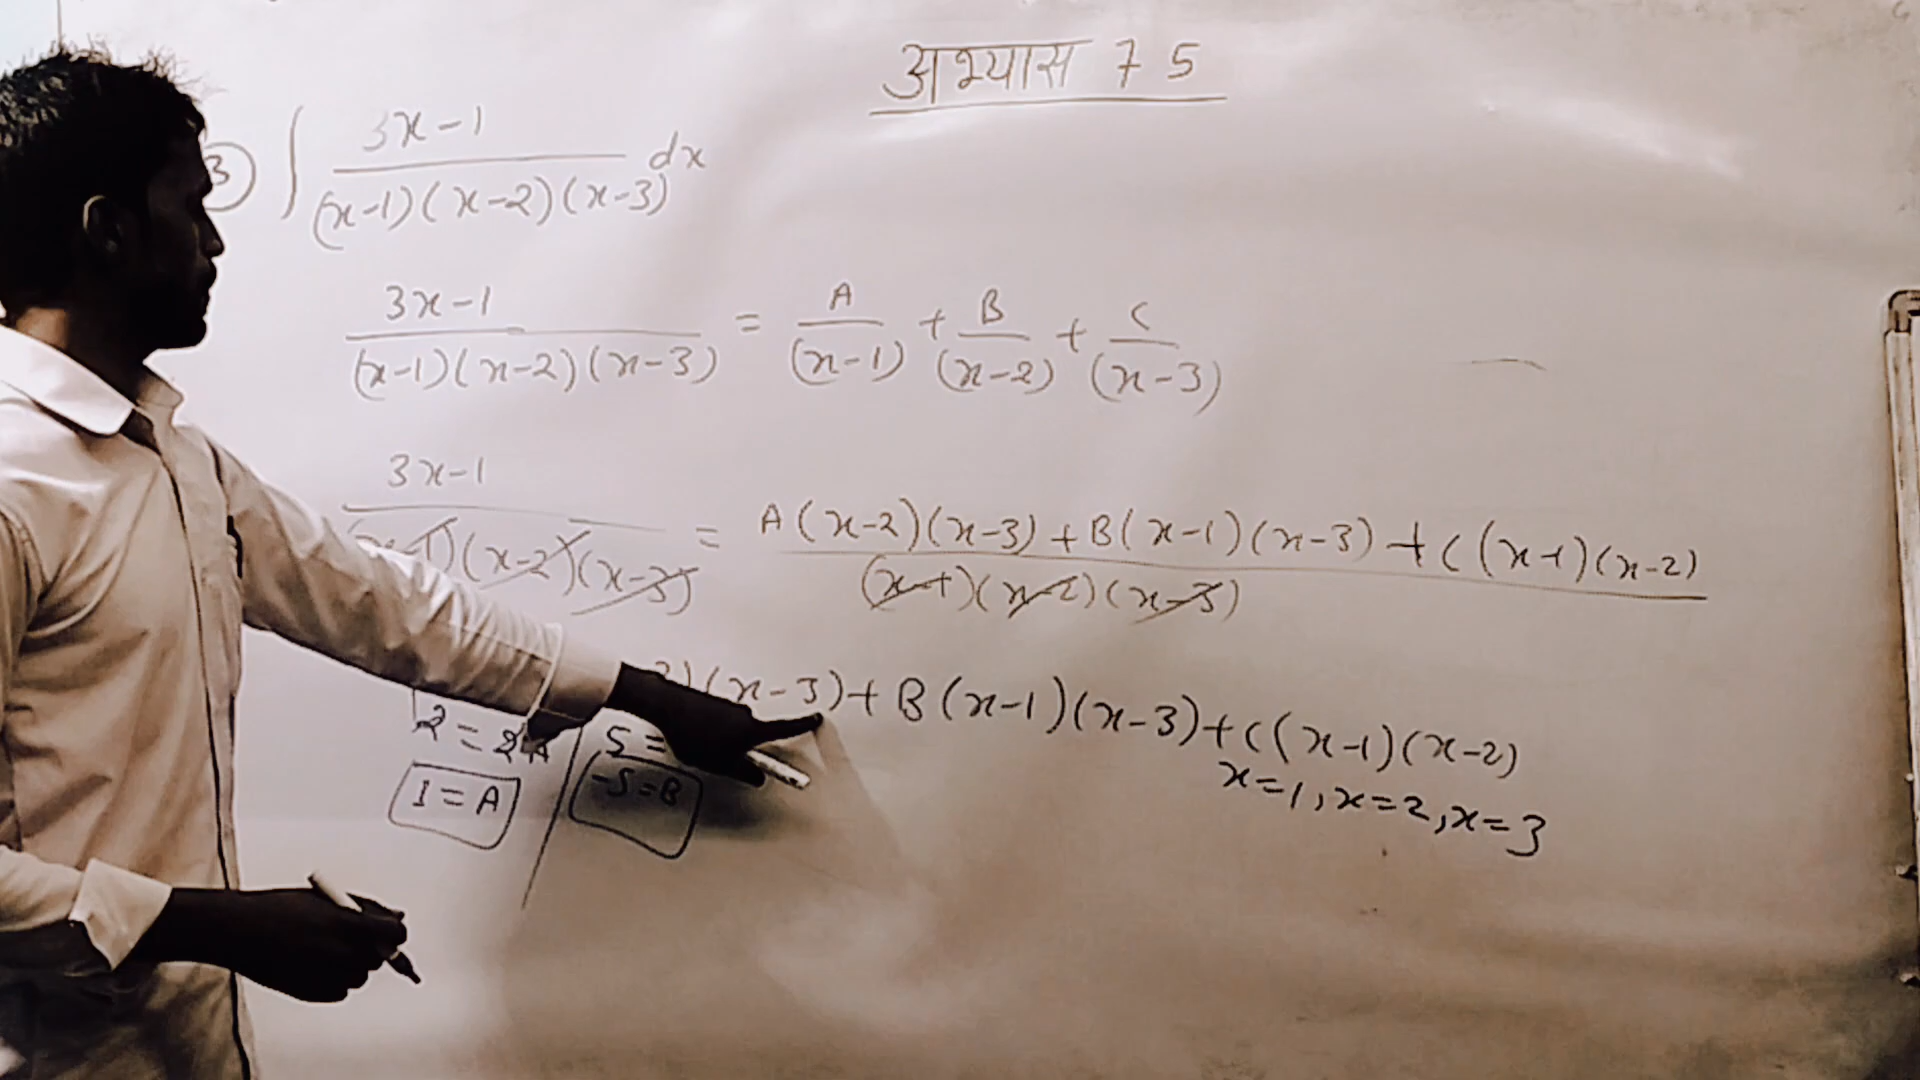 अभ्यास 7 5
3) ∫ 3x-1 / (x-1)(x-2)(x-3) dx
3x-1 / (x-1)(x-2)(x-3) = A / (x-1) + B / (x-2) + C / (x-3)
3x-1 / (x-1)(x-2)(x-3) = A(x-2)(x-3)+B(x-1)(x-3)+C((x-1)(x-2) / (x-1)(x-2)(x-3)
(x-3)+B(x-1)(x-3)+C((x-1)(x-2)
x=1, x=2, x=3
2 = 2A
5 =
1 = A
-5=B